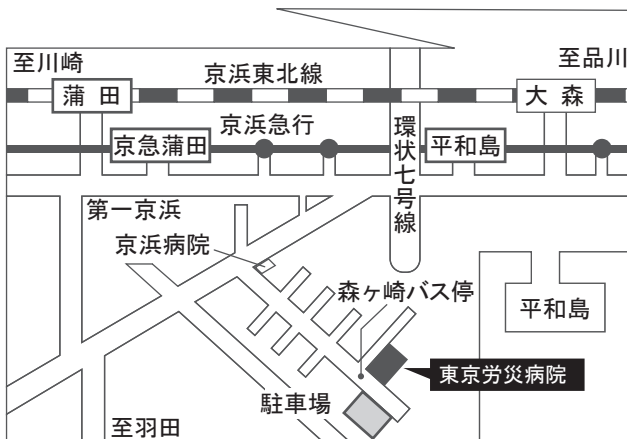 至川崎
京浜東北線
至品川
蒲田
大森
京浜急行
京急蒲田
環状七号線
平和島
第一京浜
京浜病院
森ヶ崎バス停
平和島
東京労災病院
駐車場
至羽田